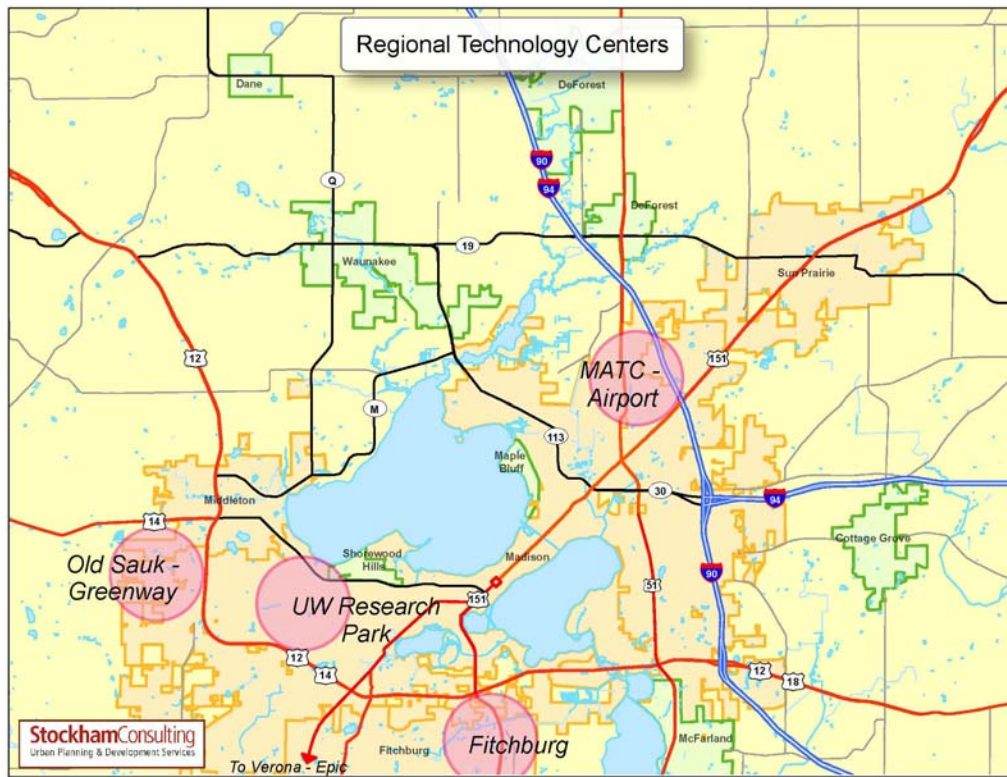 Regional Technology Centers
Dane
DeForest
90
94
Q
DeForest
19
Waunakee
Sun Prairie
12
151
MATC -
Airport
M
113
Maple
Bluff
30
94
Middleton
14
Cottage Grove
Shorewood
Hills
Madison
Old Sauk -
Greenway
51
90
UW Research
Park
151
12
14
12
18
McFarland
Fitchburg
Fitchburg
StockhamConsulting
Urban Planning & Development Services
To Verona - Epic